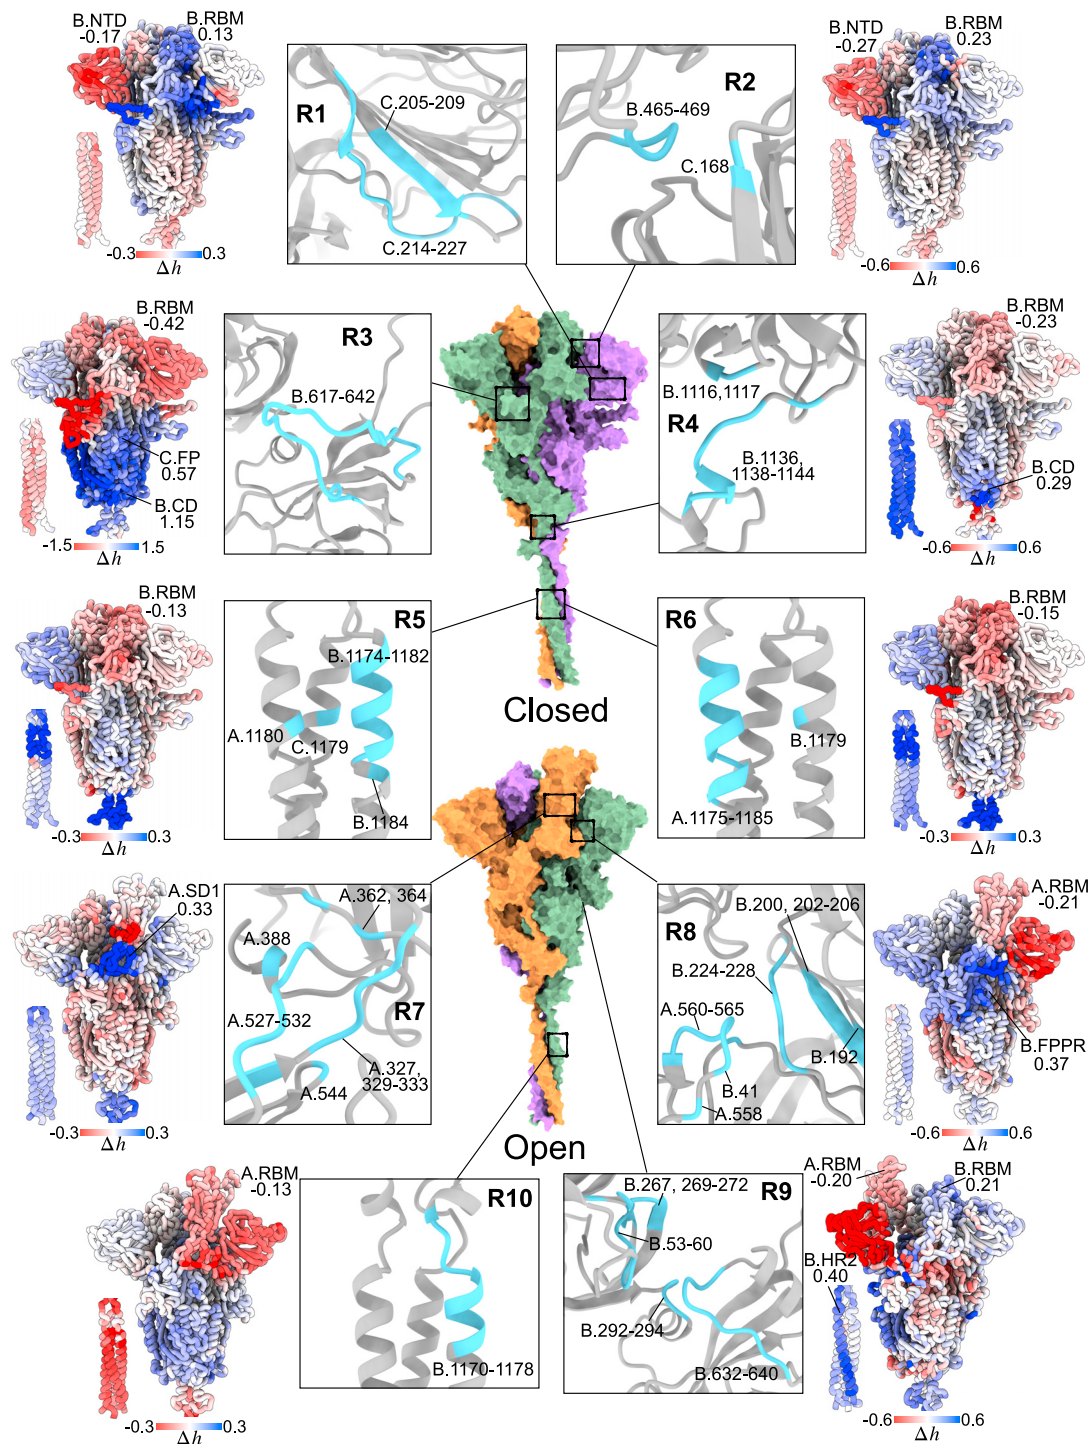 B.NTD
-0.17
B.RBM
0.13
-0.3
0.3
Δh
R1
C.205-209
C.214-227
R2
B.465-469
C.168
B.NTD
-0.27
B.RBM
0.23
-0.6
0.6
Δh
B.RBM
-0.42
C.FP
0.57
B.CD
1.15
-1.5
1.5
Δh
R3
B.617-642
B.1116,1117
R4
B.1136,
1138-1144
B.RBM
-0.23
B.CD
0.29
-0.6
0.6
Δh
B.RBM
-0.13
-0.3
0.3
Δh
R5
B.1174-1182
A.1180
C.1179
B.1184
Closed
R6
B.1179
A.1175-1185
B.RBM
-0.15
-0.3
0.3
Δh
A.SD1
0.33
-0.3
0.3
Δh
A.362, 364
A.388
R7
A.527-532
A.327,
329-333
A.544
Open
B.200, 202-206
R8
B.224-228
A.560-565
B.192
B.41
A.558
A.RBM
-0.21
B.FPPR
0.37
-0.6
0.6
Δh
A.RBM
-0.13
-0.3
0.3
Δh
R10
B.1170-1178
B.267, 269-272
R9
B.53-60
B.292-294
B.632-640
A.RBM
-0.20
B.RBM
0.21
B.HR2
0.40
-0.6
0.6
Δh